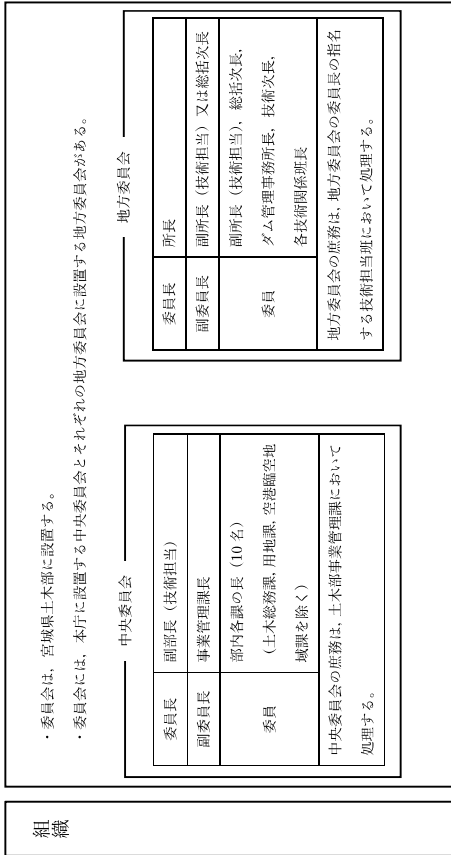 組
織
・委員会は，宮城県土木部に設置する。
・委員会には，本庁に設置する中央委員会とそれぞれの地方委員会に設置する地方委員会がある。
中央委員会
委員長 副部長（技術担当）
副委員長 事業管理課長
委員 部内各課の長（10 名）
（土木総務課，用地課，空港臨空地
域課を除く）
中央委員会の庶務は，土木部事業管理課において
処理する。
地方委員会
委員長 所長
副委員長 副所長（技術担当）又は総括次長
委員 副所長（技術担当），総括次長，
ダム管理事務所長，技術次長，
各技術関係班長
地方委員会の庶務は，地方委員会の委員長の指名
する技術担当班において処理する。